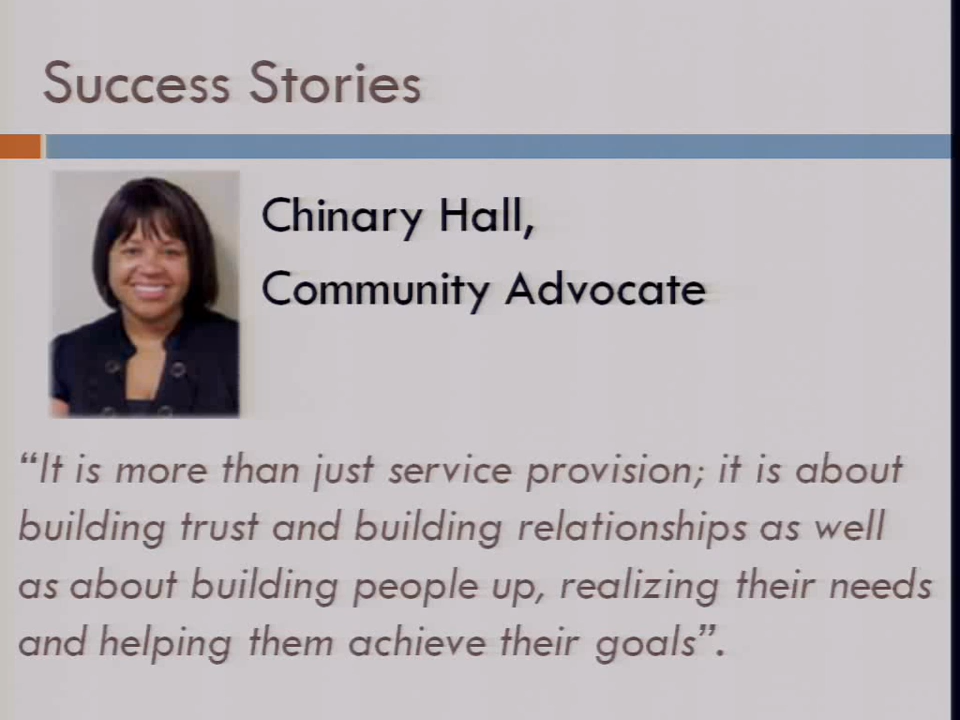 Success Stories
Chinary Hall,
Community Advocate
“It is more than just service provision; it is about
building trust and building relationships as well
as about building people up, realizing their needs
and helping them achieve their goals”.